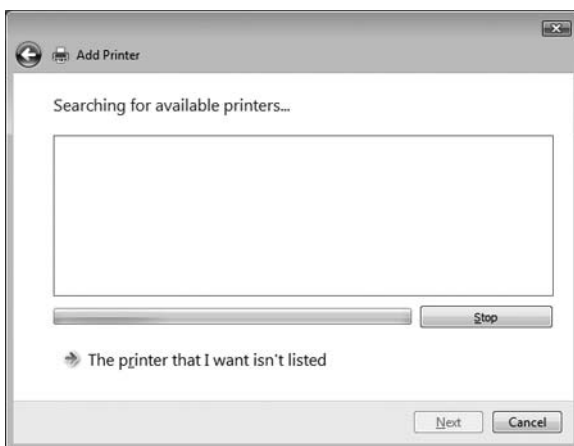 Add Printer
Searching for available printers...
Stop
The printer that I want isn't listed
Next Cancel